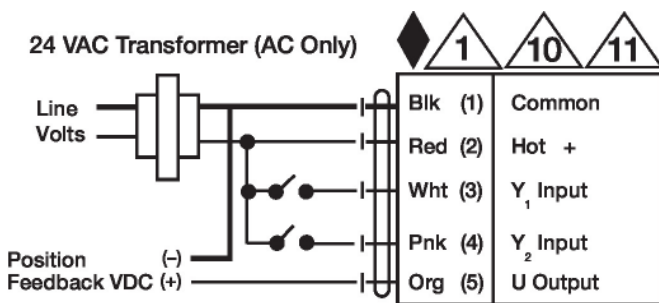 24 VAC Transformer (AC Only)
1
10
11
Line
Volts
Blk (1) Common
Red (2) Hot +
Wht (3) Y1 Input
Pnk (4) Y2 Input
Position (–)
Feedback VDC (+)
Org (5) U Output